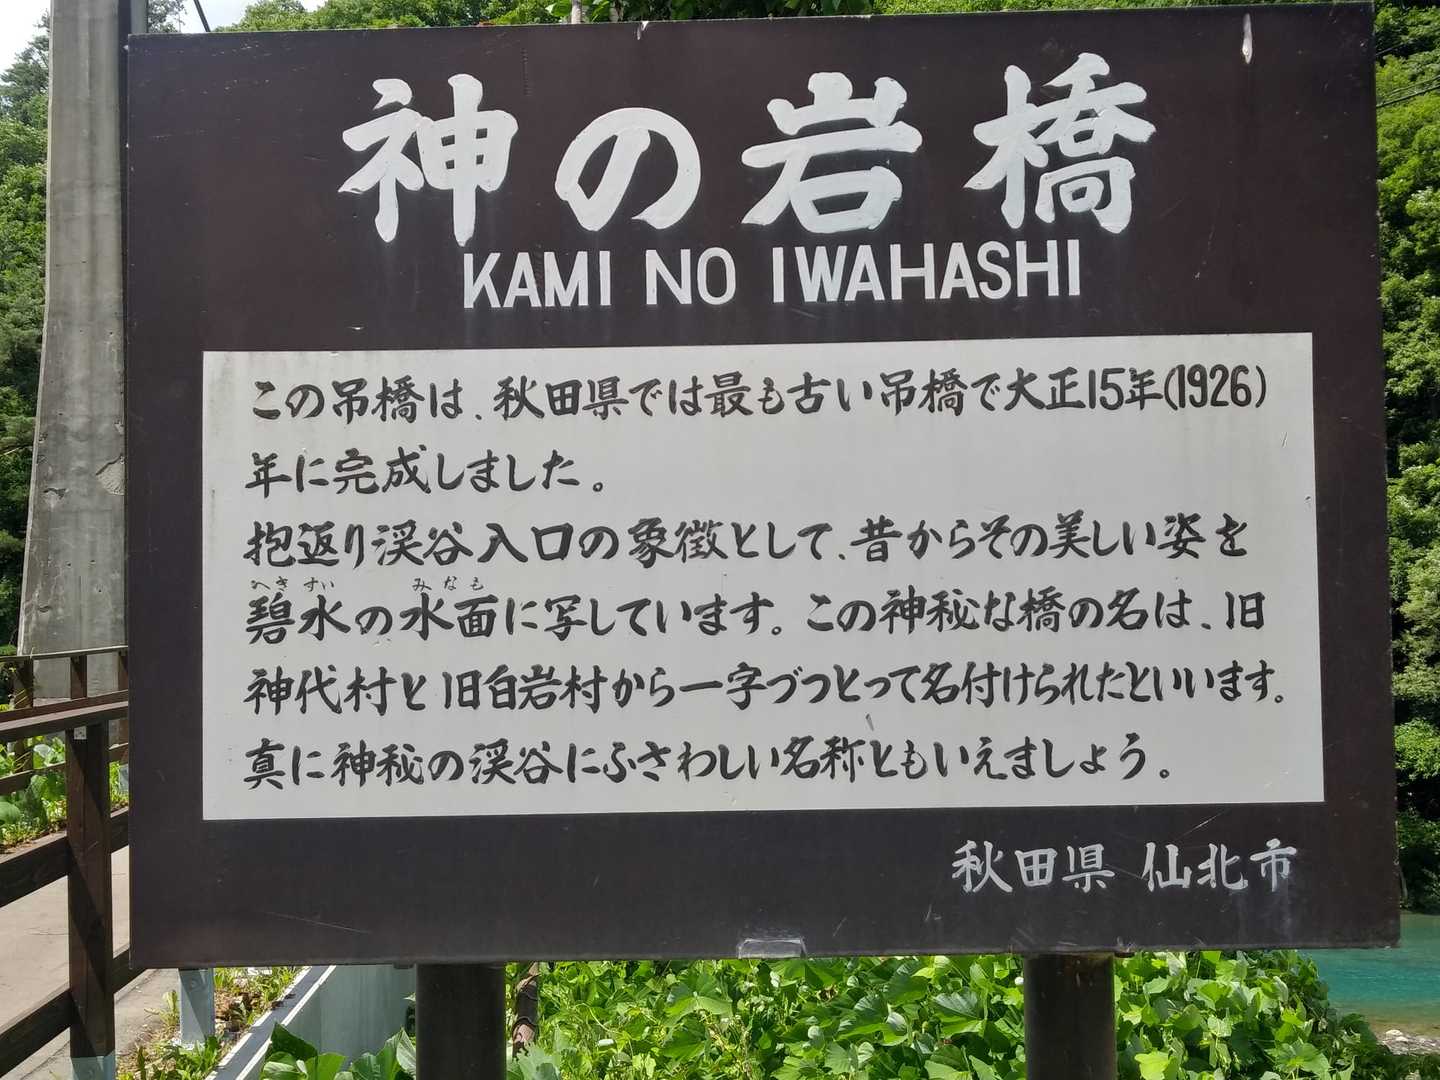 神の岩橋
KAMI NO IWAHASHI
この吊橋は、秋田県では最も古い吊橋で大正15年(1926)
年に完成しました。
抱返り渓谷入口の象徴として、昔からその美しい姿を
へきすい みなも
碧水の水面に写しています。この神秘な橋の名は、旧
神代村と旧白岩村から一字づつとって名付けられたといいます。
真に神秘の渓谷にふさわしい名称ともいえましょう。
秋田県 仙北市